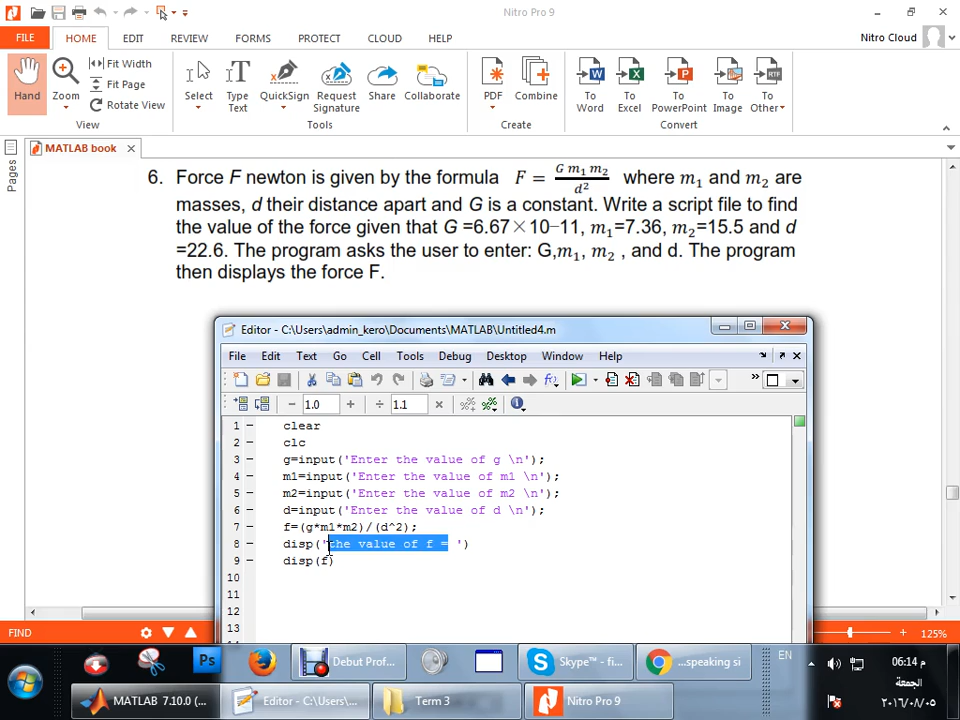 Nitro Pro 9
FILE
HOME
EDIT
REVIEW
FORMS
PROTECT
CLOUD
HELP
Nitro Cloud
Hand
Zoom
Fit Width
Fit Page
Rotate View
View
Select
Type Text
QuickSign
Request Signature
Share
Collaborate
Tools
PDF
Combine
Create
To Word
To Excel
To PowerPoint
To Image
To Other
Convert
Pages
MATLAB book
6. Force F newton is given by the formula F = G m₁ m₂ / d² where m₁ and m₂ are
masses, d their distance apart and G is a constant. Write a script file to find
the value of the force given that G =6.67×10−11, m₁=7.36, m₂=15.5 and d
=22.6. The program asks the user to enter: G,m₁, m₂ , and d. The program
then displays the force F.
Editor - C:\Users\admin_kero\Documents\MATLAB\Untitled4.m
File Edit Text Go Cell Tools Debug Desktop Window Help
1.0
1.1
1 clear
2 clc
3 g=input('Enter the value of g \n');
4 m1=input('Enter the value of m1 \n');
5 m2=input('Enter the value of m2 \n');
6 d=input('Enter the value of d \n');
7 f=(g*m1*m2)/(d^2);
8 disp('the value of f = ')
9 disp(f)
10
11
12
13
FIND
125%
Ps
Debut Prof...
Skype™ - fi...
...speaking si
EN
06:14 م
الجمعة
٢٠١٦/٠٨/٠٥
MATLAB 7.10.0 (...
Editor - C:\Users\...
Term 3
Nitro Pro 9